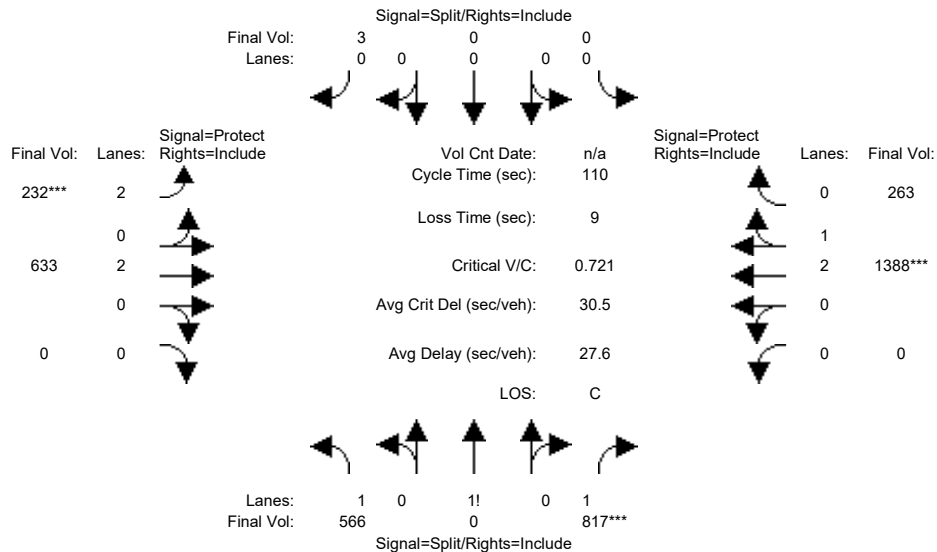 Signal=Split/Rights=Include
Final Vol: 3 0 0
Lanes: 0 0 0 0 0
Signal=Protect Signal=Protect
Final Vol: Lanes: Rights=Include Vol Cnt Date: n/a Rights=Include Lanes: Final Vol:
Cycle Time (sec): 110
232*** 2 0 263
Loss Time (sec): 9
0 1
633 2 Critical V/C: 0.721 2 1388***
0 Avg Crit Del (sec/veh): 30.5 0
0 0 Avg Delay (sec/veh): 27.6 0 0
LOS: C
Lanes: 1 0 1! 0 1
Final Vol: 566 0 817***
Signal=Split/Rights=Include